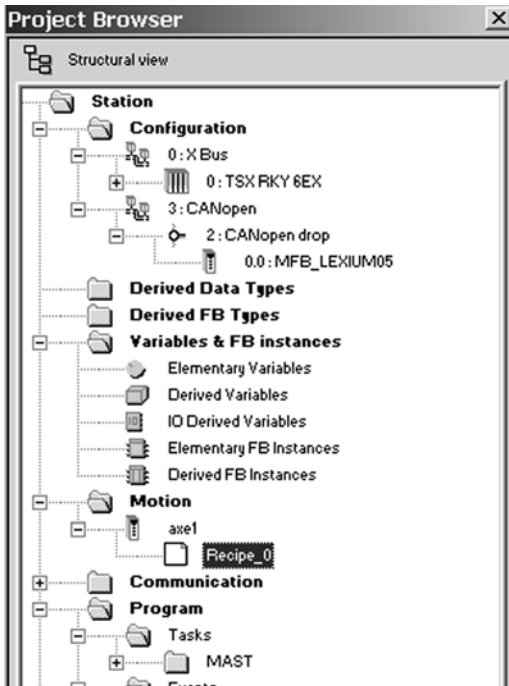 Project Browser
Structural view
Station
Configuration
0 : X Bus
0 : TSX RKY 6EX
3 : CANopen
2 : CANopen drop
0.0 : MFB_LEXIUM05
Derived Data Types
Derived FB Types
Variables & FB instances
Elementary Variables
Derived Variables
IO Derived Variables
Elementary FB Instances
Derived FB Instances
Motion
axe1
Recipe_0
Communication
Program
Tasks
MAST
Events